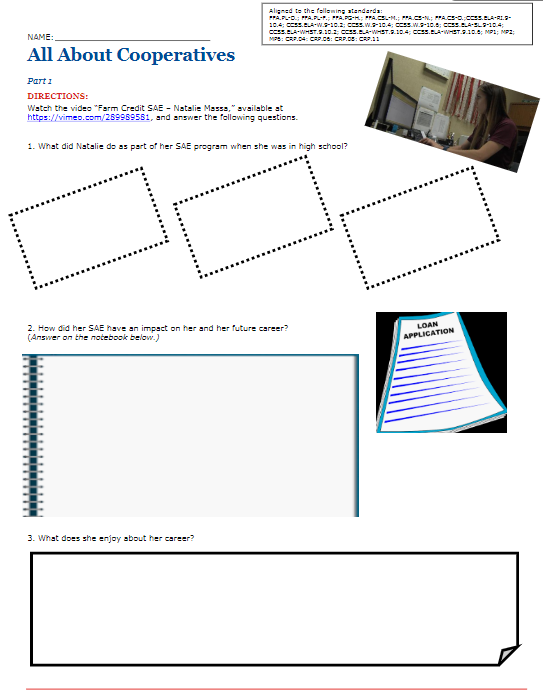 Aligned to the following standards:
FFA.PL-D.; FFA.PL-F.; FFA.PG-H.; FFA.CSL-M.; FFA.CS-N.; FFA.CS-O.;CCSS.ELA-RI.9-
10.4; CCSS.ELA-W.9-10.2; CCSS.W.9-10.4; CCSS.W.9-10.6; CCSS.ELA-SL.9-10.4;
CCSS.ELA-WHST.9.10.2; CCSS.ELA-WHST.9.10.4; CCSS.ELA-WHST.9.10.6; MP1; MP2;
MP6; CRP.04; CRP.06; CRP.08; CRP.11
NAME:
All About Cooperatives
Part 1
DIRECTIONS:
Watch the video “Farm Credit SAE – Natalie Massa,” available at
https://vimeo.com/289989581, and answer the following questions.
1. What did Natalie do as part of her SAE program when she was in high school?
2. How did her SAE have an impact on her and her future career?
(Answer on the notebook below.)
LOAN
APPLICATION
3. What does she enjoy about her career?